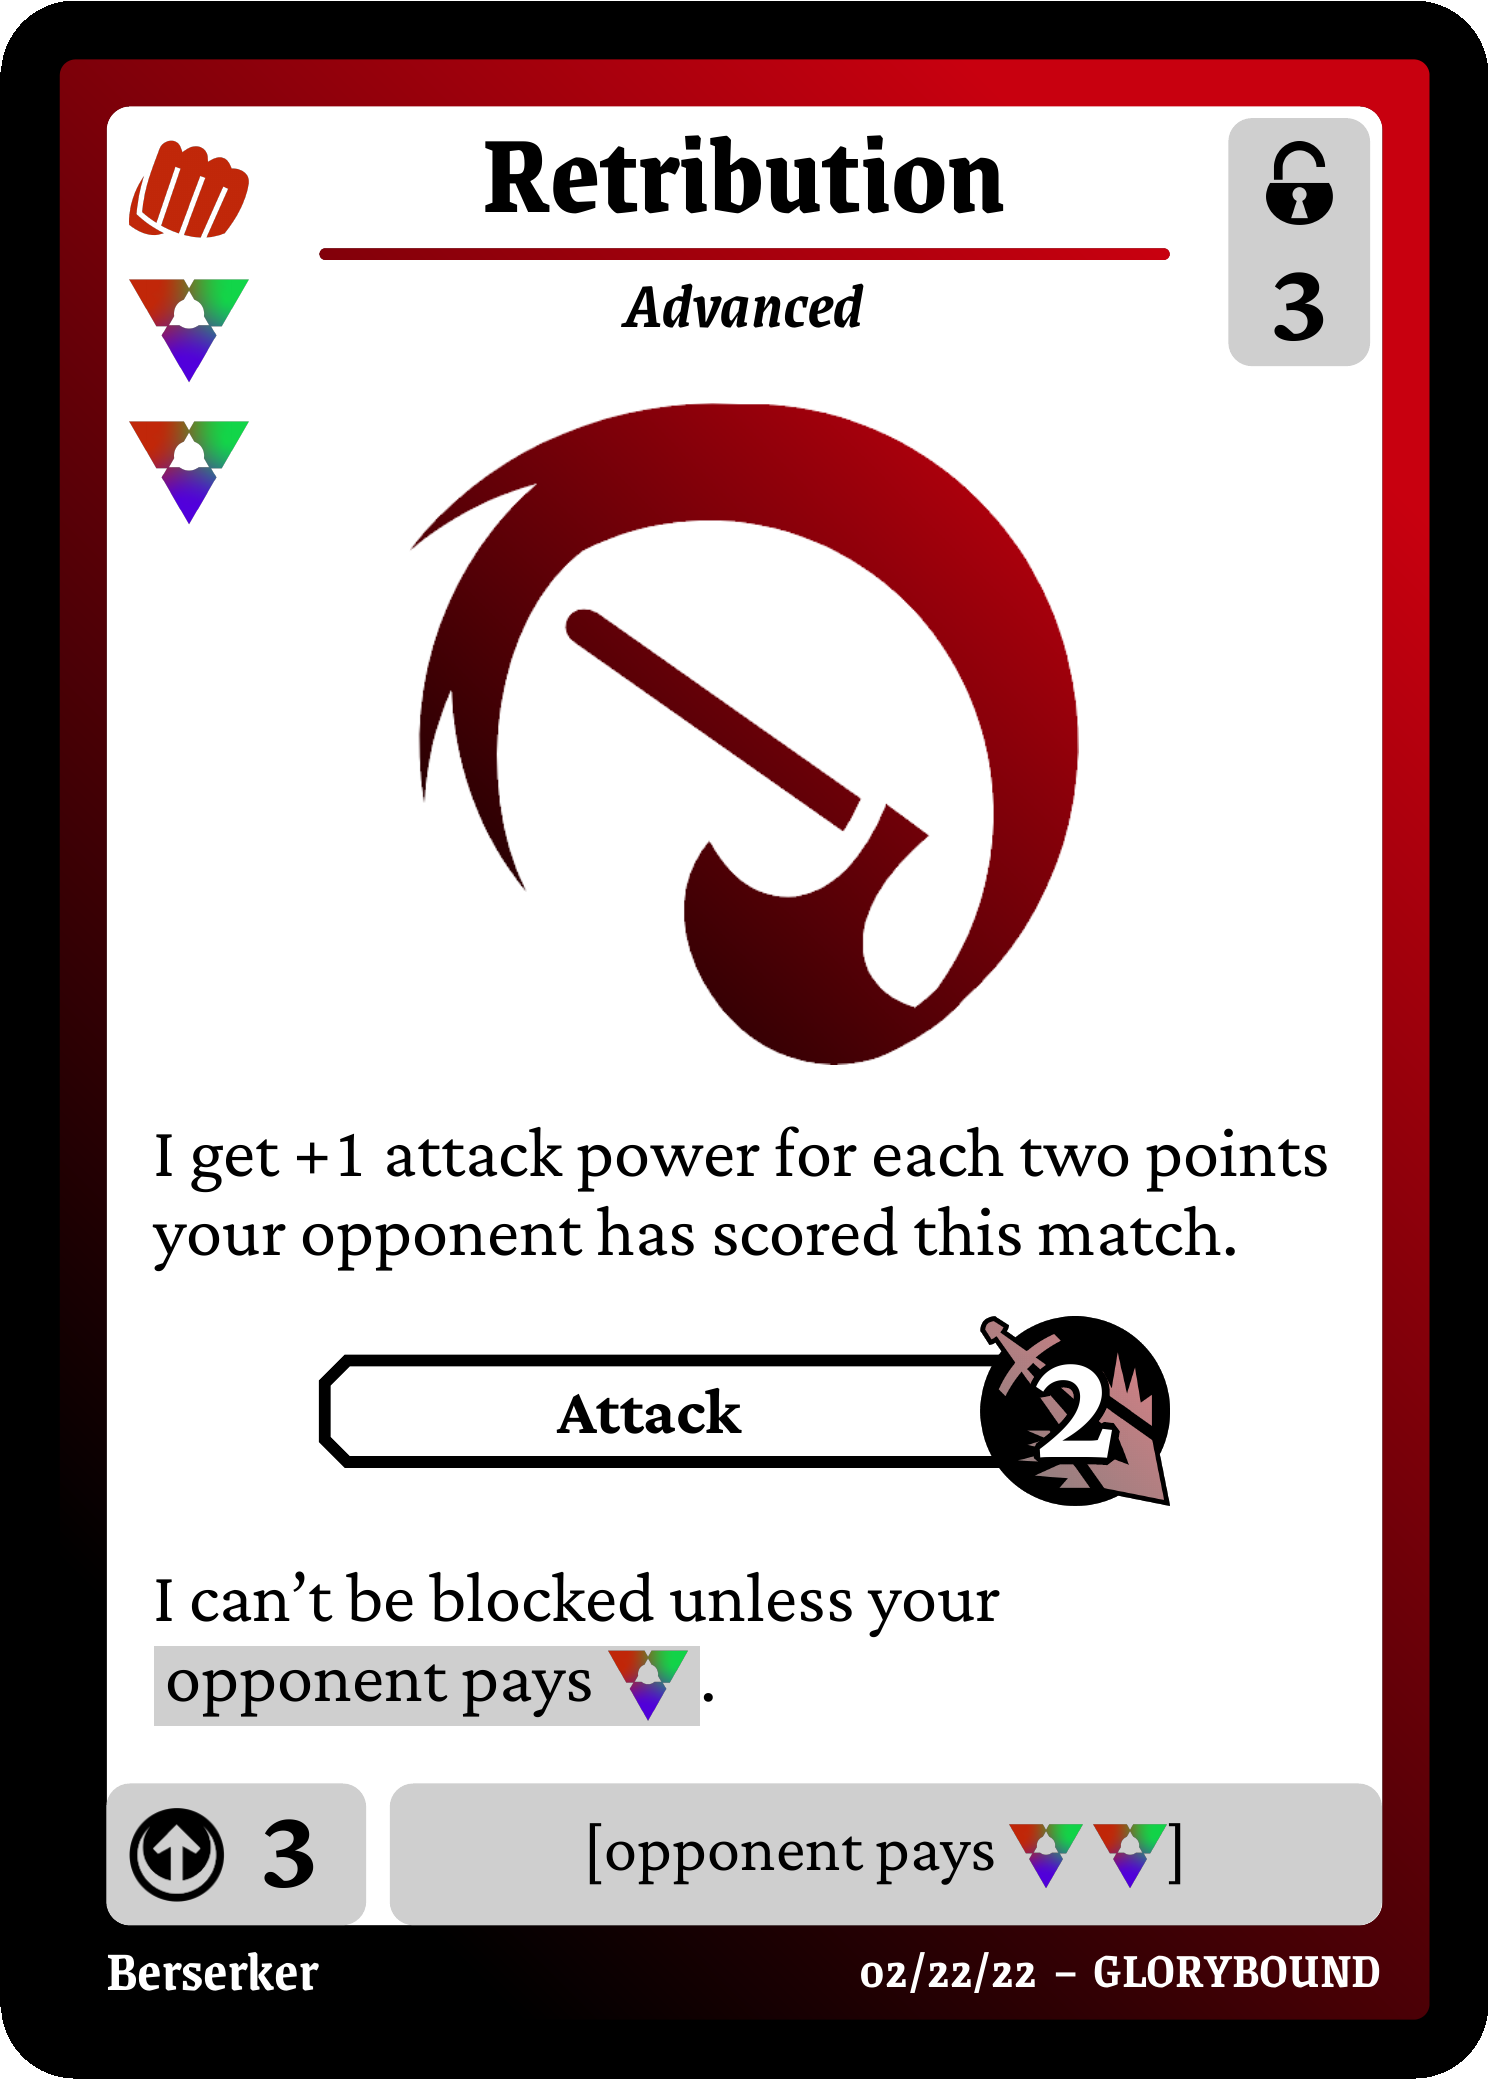 Retribution
3
Advanced
I get +1 attack power for each two points
your opponent has scored this match.
Attack
2
I can’t be blocked unless your
opponent pays .
3
[opponent pays ]
Berserker
02/22/22 – GLORYBOUND